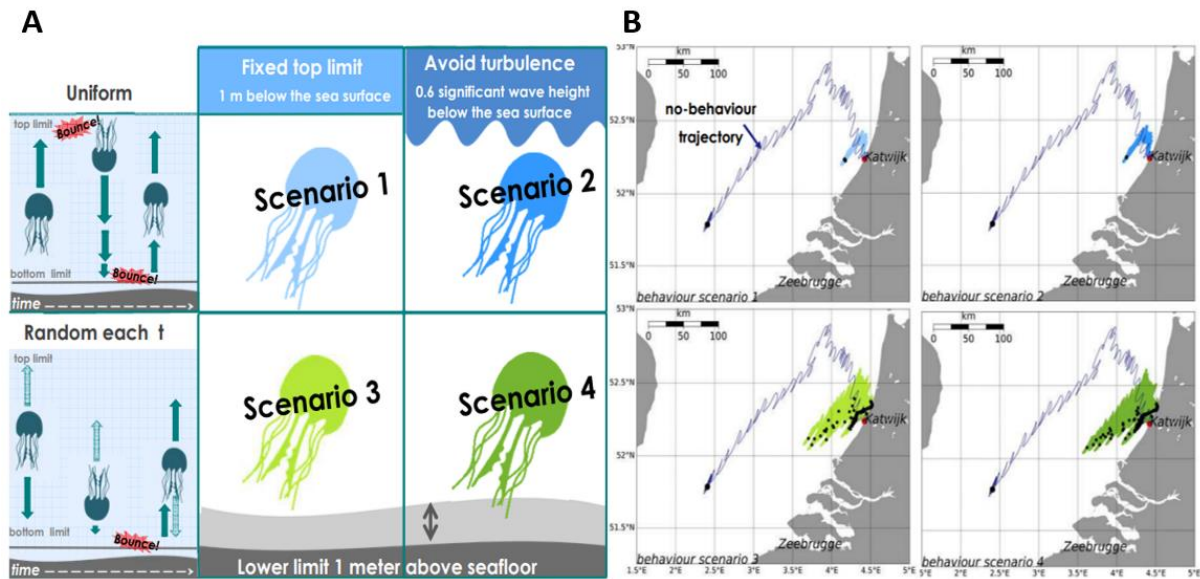 A
Uniform
top limit
Bounce!
bottom limit
Bounce!
time
Fixed top limit
1 m below the sea surface
Avoid turbulence
0.6 significant wave height
below the sea surface
Scenario 1
Scenario 2
Random each t
top limit
bottom limit
Bounce!
time
Scenario 3
Scenario 4
Lower limit 1 meter above seafloor
B
53°N
km
0 50 100
52.5°N
no-behaviour
trajectory
Katwijk
52°N
51.5°N
Zeebrugge
behaviour scenario 1
km
0 50 100
Katwijk
Zeebrugge
behaviour scenario 2
53°N
km
0 50 100
52.5°N
Katwijk
52°N
51.5°N
Zeebrugge
behaviour scenario 3
51°N
2°E 2.5°E 3°E 3.5°E 4°E 4.5°E 5°E
km
0 50 100
Katwijk
Zeebrugge
behaviour scenario 4
2°E 2.5°E 3°E 3.5°E 4°E 4.5°E 5°E